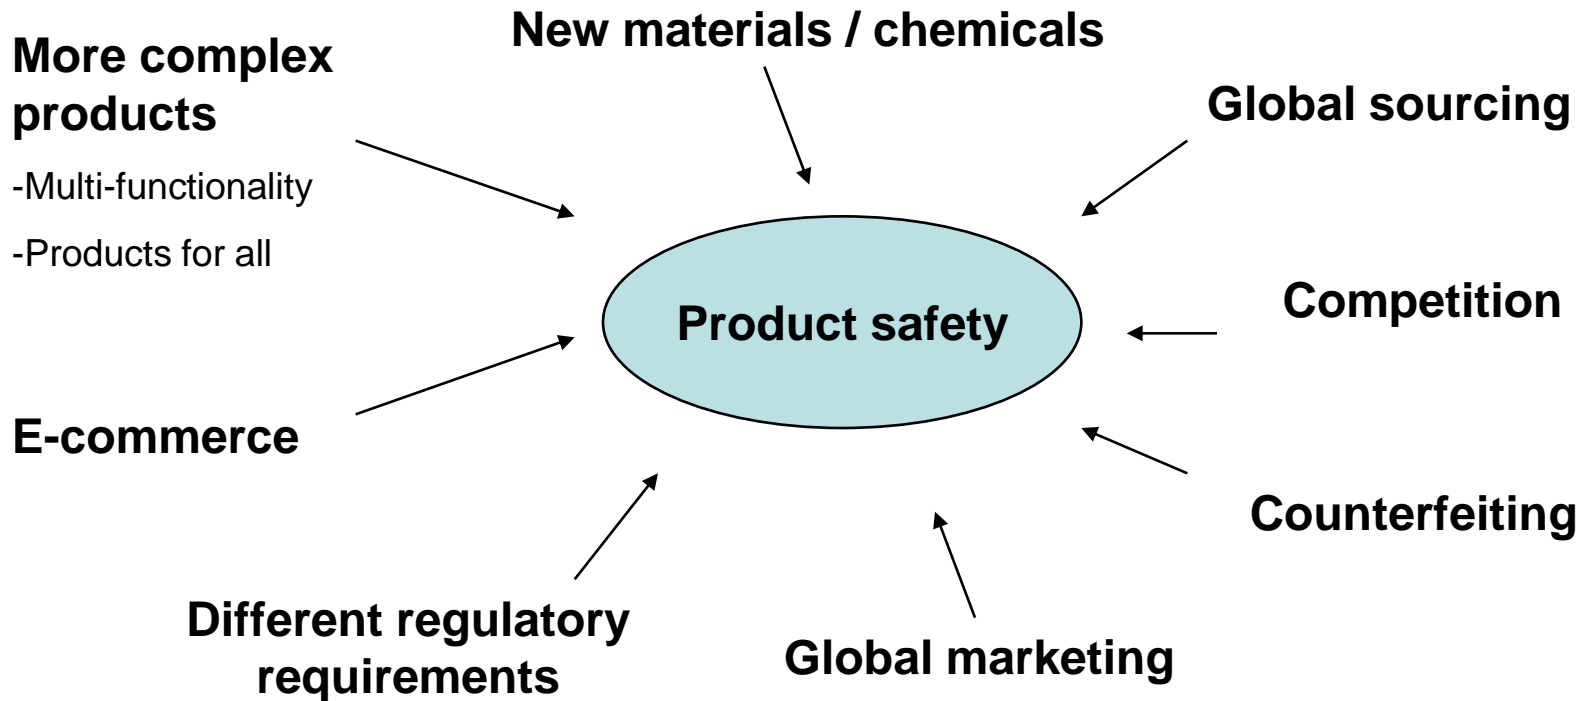 New materials / chemicals
More complex
products
-Multi-functionality
-Products for all
Global sourcing
Product safety
Competition
E-commerce
Counterfeiting
Different regulatory
requirements
Global marketing